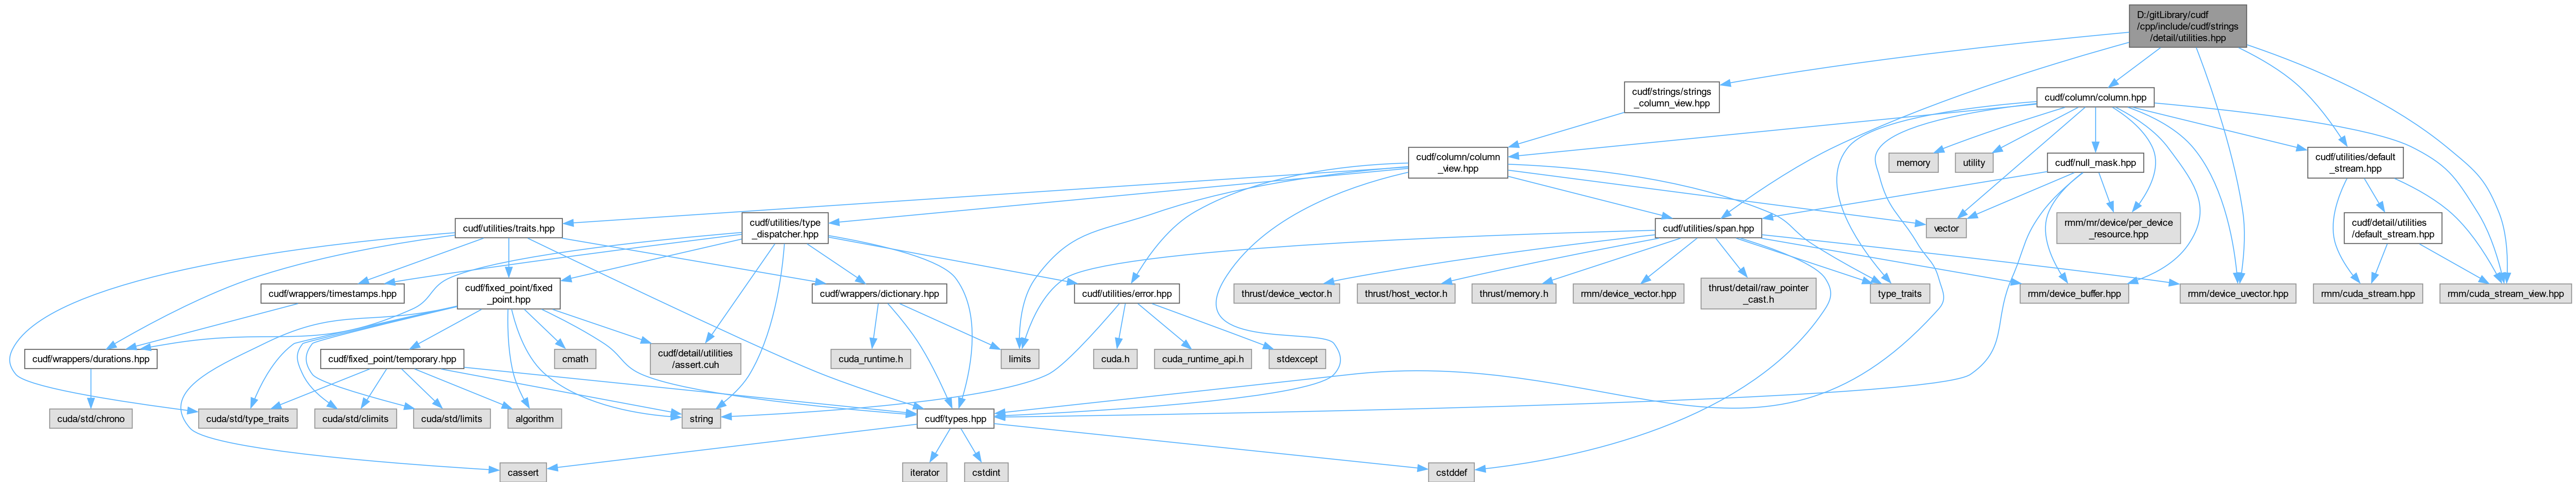 D:/gitLibrary/cudf
/cpp/include/cudf/strings
/detail/utilities.hpp
cudf/strings/strings
_column_view.hpp
cudf/column/column.hpp
cudf/column/column
_view.hpp
memory
utility
cudf/null_mask.hpp
cudf/utilities/default
_stream.hpp
cudf/utilities/traits.hpp
cudf/utilities/type
_dispatcher.hpp
cudf/utilities/span.hpp
vector
rmm/mr/device/per_device
_resource.hpp
cudf/detail/utilities
/default_stream.hpp
cudf/wrappers/timestamps.hpp
cudf/fixed_point/fixed
_point.hpp
cudf/wrappers/dictionary.hpp
cudf/utilities/error.hpp
thrust/device_vector.h
thrust/host_vector.h
thrust/memory.h
rmm/device_vector.hpp
thrust/detail/raw_pointer
_cast.h
type_traits
rmm/device_buffer.hpp
rmm/device_uvector.hpp
rmm/cuda_stream.hpp
rmm/cuda_stream_view.hpp
cudf/wrappers/durations.hpp
cudf/fixed_point/temporary.hpp
cmath
cudf/detail/utilities
/assert.cuh
cuda_runtime.h
limits
cuda.h
cuda_runtime_api.h
stdexcept
cuda/std/chrono
cuda/std/type_traits
cuda/std/climits
cuda/std/limits
algorithm
string
cudf/types.hpp
cassert
iterator
cstdint
cstddef